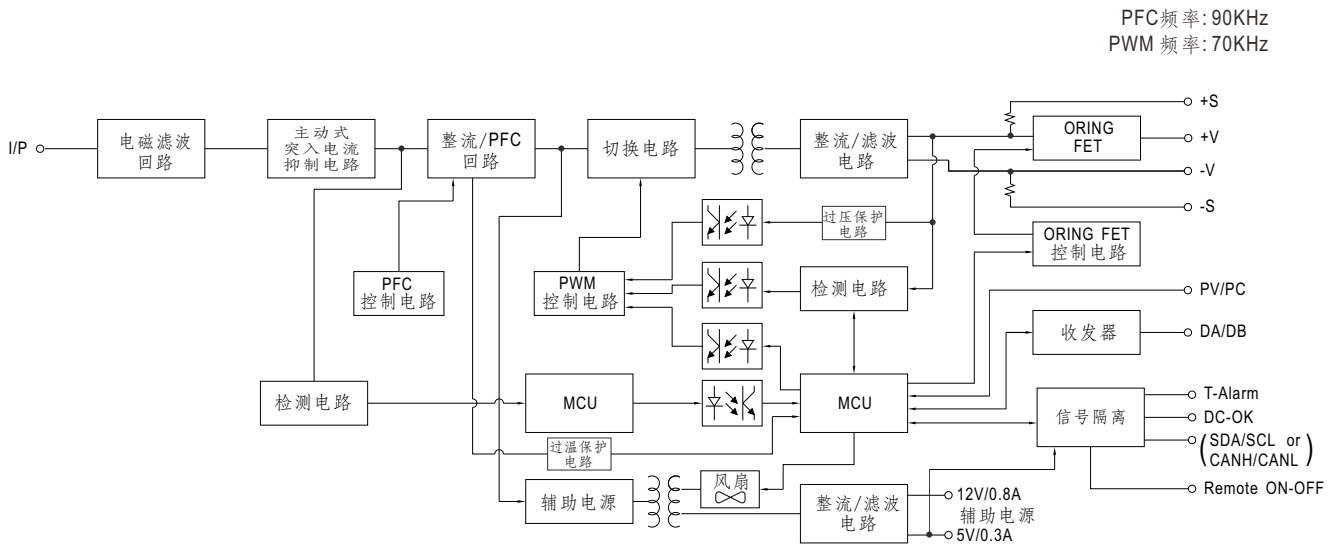 PFC频率: 90KHz
PWM 频率: 70KHz
I/P
电磁滤波
回路
主动式
突入电流
抑制电路
整流/PFC
回路
切换电路
整流/滤波
电路
ORING
FET
+S
+V
-V
-S
过压保护
电路
ORING FET
控制电路
PFC
控制电路
PWM
控制电路
检测电路
PV/PC
收发器
DA/DB
检测电路
MCU
MCU
信号隔离
T-Alarm
DC-OK
(SDA/SCL or
CANH/CANL)
Remote ON-OFF
过温保护
电路
辅助电源
风扇
整流/滤波
电路
12V/0.8A
辅助电源
5V/0.3A